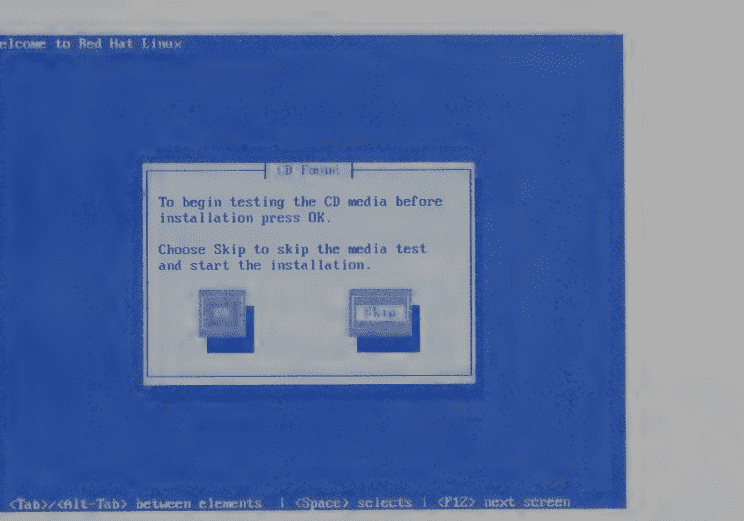 elcome to Red Hat Linux
CD Found
To begin testing the CD media before
installation press OK.
Choose Skip to skip the media test
and start the installation.
OK Skip
<Tab>/<Alt-Tab> between elements | <Space> selects | <F12> next screen